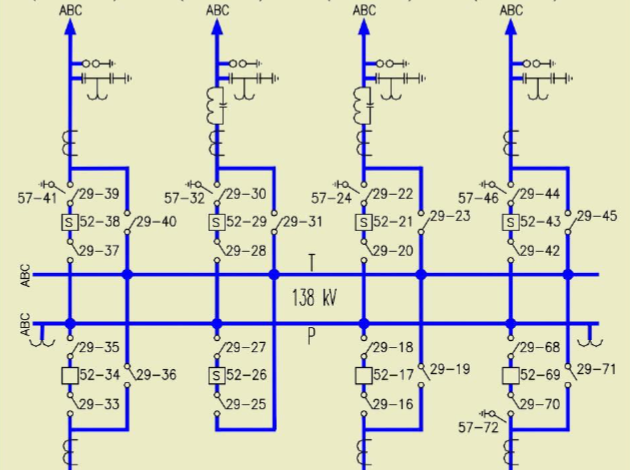 ABC ABC ABC ABC
57-41 29-39 57-32 29-30 57-24 29-22 57-46 29-44
S 52-38 29-40 S 52-29 29-31 S 52-21 29-23 S 52-43 29-45
29-37 29-28 29-20 29-42
ABC T
138 kV
ABC P
29-35 29-27 29-18 29-68
52-34 29-36 S 52-26 52-17 29-19 52-69 29-71
29-33 29-25 29-16 29-70
57-72